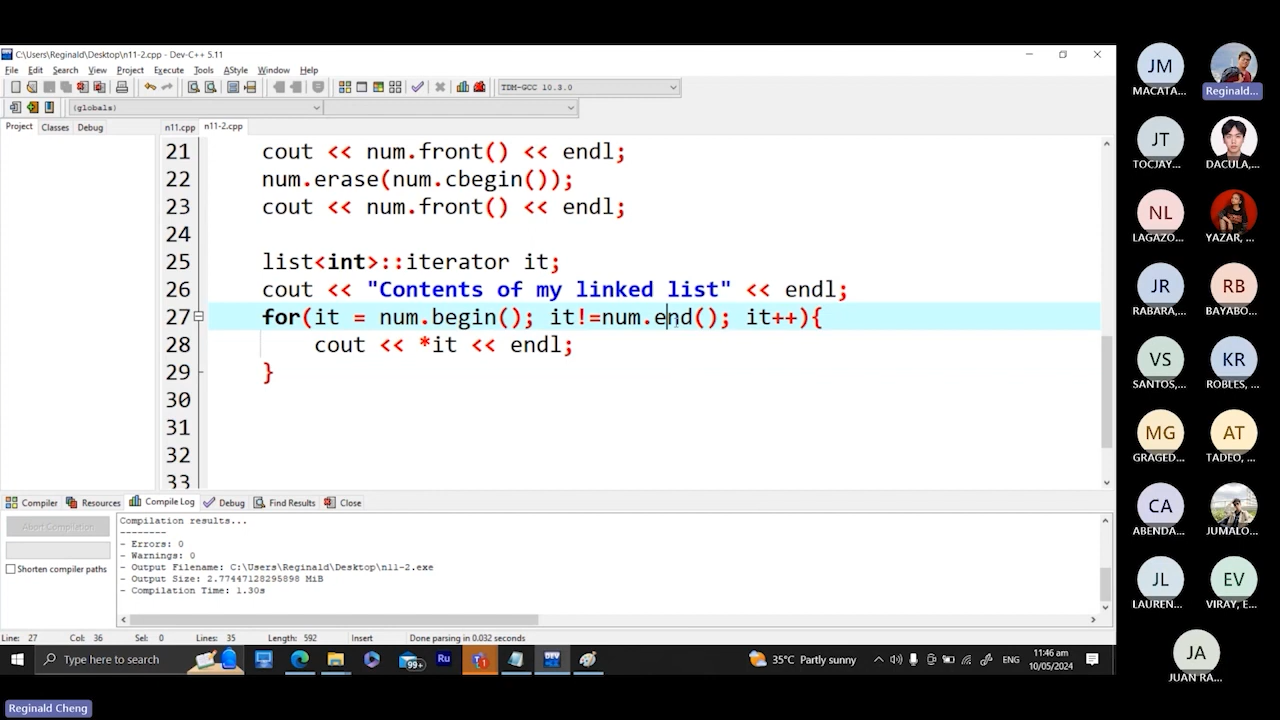 C:\Users\Reginald\Desktop\n11-2.cpp - Dev-C++ 5.11
File Edit Search View Project Execute Tools AStyle Window Help
TDM-GCC 10.3.0
(globals)
Project Classes Debug
n11.cpp n11-2.cpp
21 cout << num.front() << endl;
22 num.erase(num.cbegin());
23 cout << num.front() << endl;
24
25 list<int>::iterator it;
26 cout << "Contents of my linked list" << endl;
27 for(it = num.begin(); it!=num.end(); it++){
28 cout << *it << endl;
29 }
30
31
32
33
Compiler Resources Compile Log Debug Find Results Close
Abort Compilation
Shorten compiler paths
Compilation results...
--------
- Errors: 0
- Warnings: 0
- Output Filename: C:\Users\Reginald\Desktop\n11-2.exe
- Output Size: 2.77447128295898 MiB
- Compilation Time: 1.30s
Line: 27 Col: 36 Sel: 0 Lines: 35 Length: 592 Insert Done parsing in 0.032 seconds
Type here to search
99+
Ru
DEV
35°C Partly sunny
ENG
11:46 am
10/05/2024
Reginald Cheng
JM
MACATA...
Reginald...
JT
TOCJAY...
DACULA,...
NL
LAGAZO...
YAZAR, ...
JR
RABARA,...
RB
BAYABO...
VS
SANTOS,...
KR
ROBLES, ...
MG
GRAGED...
AT
TADEO, ...
CA
ABENDA...
JUMALO...
JL
LAUREN...
EV
VIRAY, E...
JA
JUAN RA...